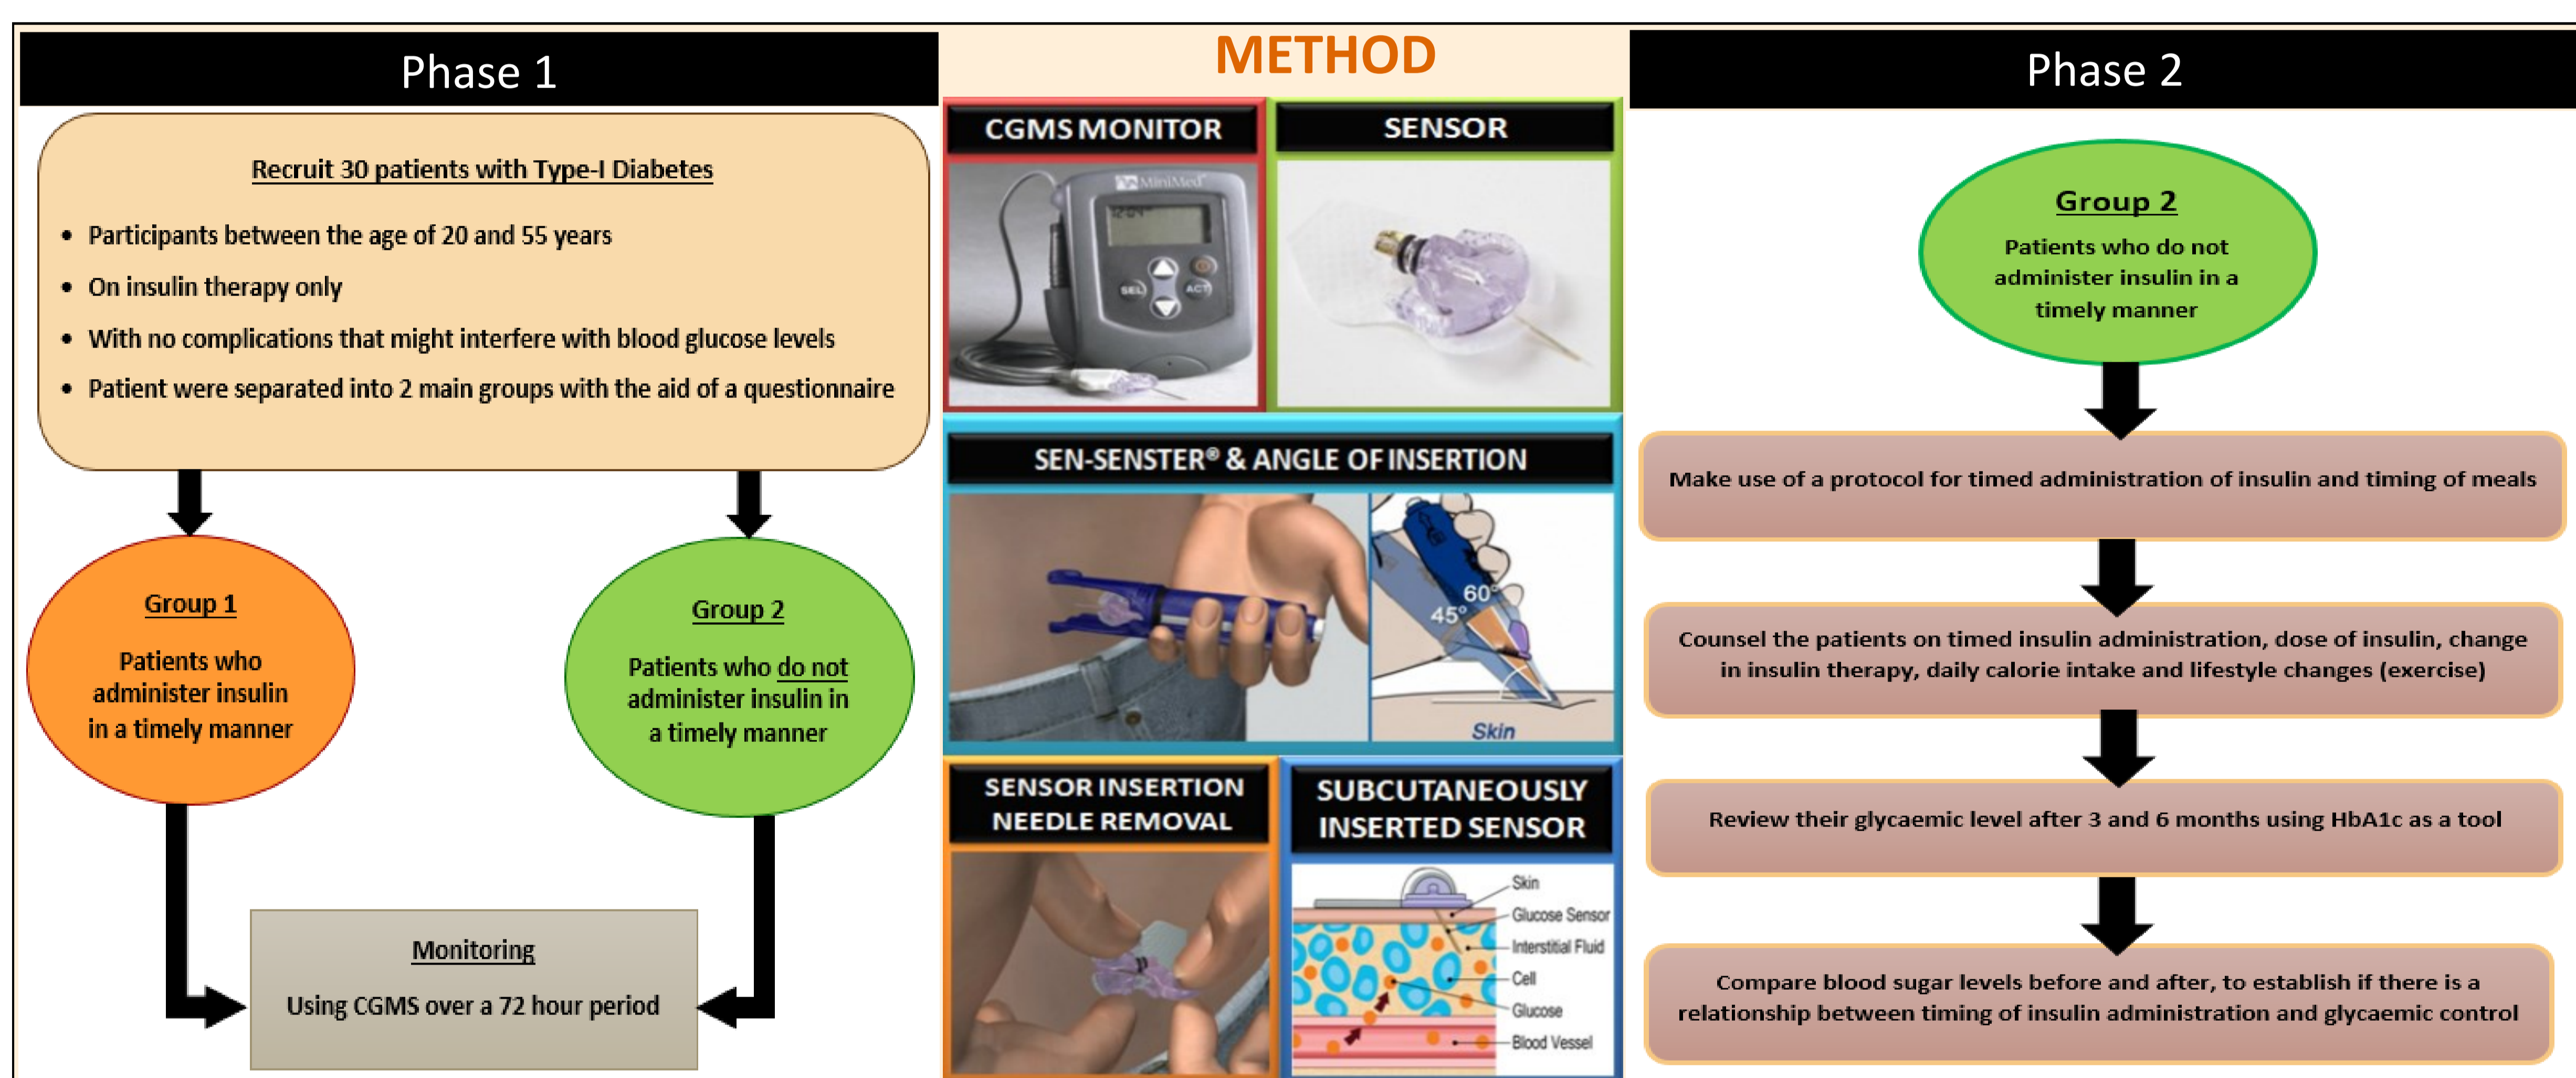 METHOD
Phase 1
Recruit 30 patients with Type-I Diabetes
• Participants between the age of 20 and 55 years
• On insulin therapy only
• With no complications that might interfere with blood glucose levels
• Patient were separated into 2 main groups with the aid of a questionnaire
Group 1
Patients who
administer insulin
in a timely manner
Group 2
Patients who do not
administer insulin in
a timely manner
Monitoring
Using CGMS over a 72 hour period
CGMS MONITOR
MiniMed
SEL
ACT
SENSOR
SEN-SENSTER® & ANGLE OF INSERTION
60°
45°
Skin
SENSOR INSERTION
NEEDLE REMOVAL
SUBCUTANEOUSLY
INSERTED SENSOR
Skin
Glucose Sensor
Interstitial Fluid
Cell
Glucose
Blood Vessel
Phase 2
Group 2
Patients who do not
administer insulin in a
timely manner
Make use of a protocol for timed administration of insulin and timing of meals
Counsel the patients on timed insulin administration, dose of insulin, change
in insulin therapy, daily calorie intake and lifestyle changes (exercise)
Review their glycaemic level after 3 and 6 months using HbA1c as a tool
Compare blood sugar levels before and after, to establish if there is a
relationship between timing of insulin administration and glycaemic control